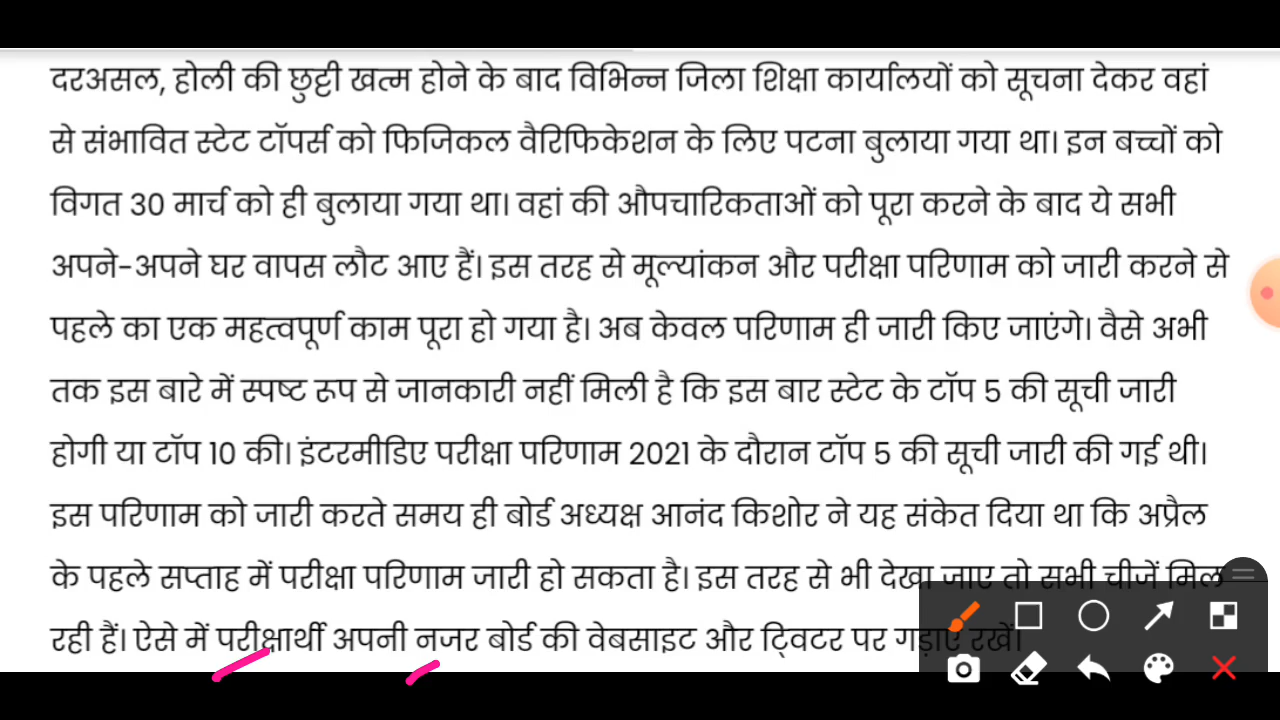 दरअसल, होली की छुट्टी खत्म होने के बाद विभिन्न जिला शिक्षा कार्यालयों को सूचना देकर वहां
से संभावित स्टेट टॉपर्स को फिजिकल वैरिफिकेशन के लिए पटना बुलाया गया था। इन बच्चों को
विगत 30 मार्च को ही बुलाया गया था। वहां की औपचारिकताओं को पूरा करने के बाद ये सभी
अपने-अपने घर वापस लौट आए हैं। इस तरह से मूल्यांकन और परीक्षा परिणाम को जारी करने से
पहले का एक महत्वपूर्ण काम पूरा हो गया है। अब केवल परिणाम ही जारी किए जाएंगे। वैसे अभी
तक इस बारे में स्पष्ट रूप से जानकारी नहीं मिली है कि इस बार स्टेट के टॉप 5 की सूची जारी
होगी या टॉप 10 की। इंटरमीडिए परीक्षा परिणाम 2021 के दौरान टॉप 5 की सूची जारी की गई थी।
इस परिणाम को जारी करते समय ही बोर्ड अध्यक्ष आनंद किशोर ने यह संकेत दिया था कि अप्रैल
के पहले सप्ताह में परीक्षा परिणाम जारी हो सकता है। इस तरह से भी देखा जाए तो सभी चीजें मिल
रही हैं। ऐसे में परीक्षार्थी अपनी नजर बोर्ड की वेबसाइट और ट्विटर पर गड़ाए रखें।